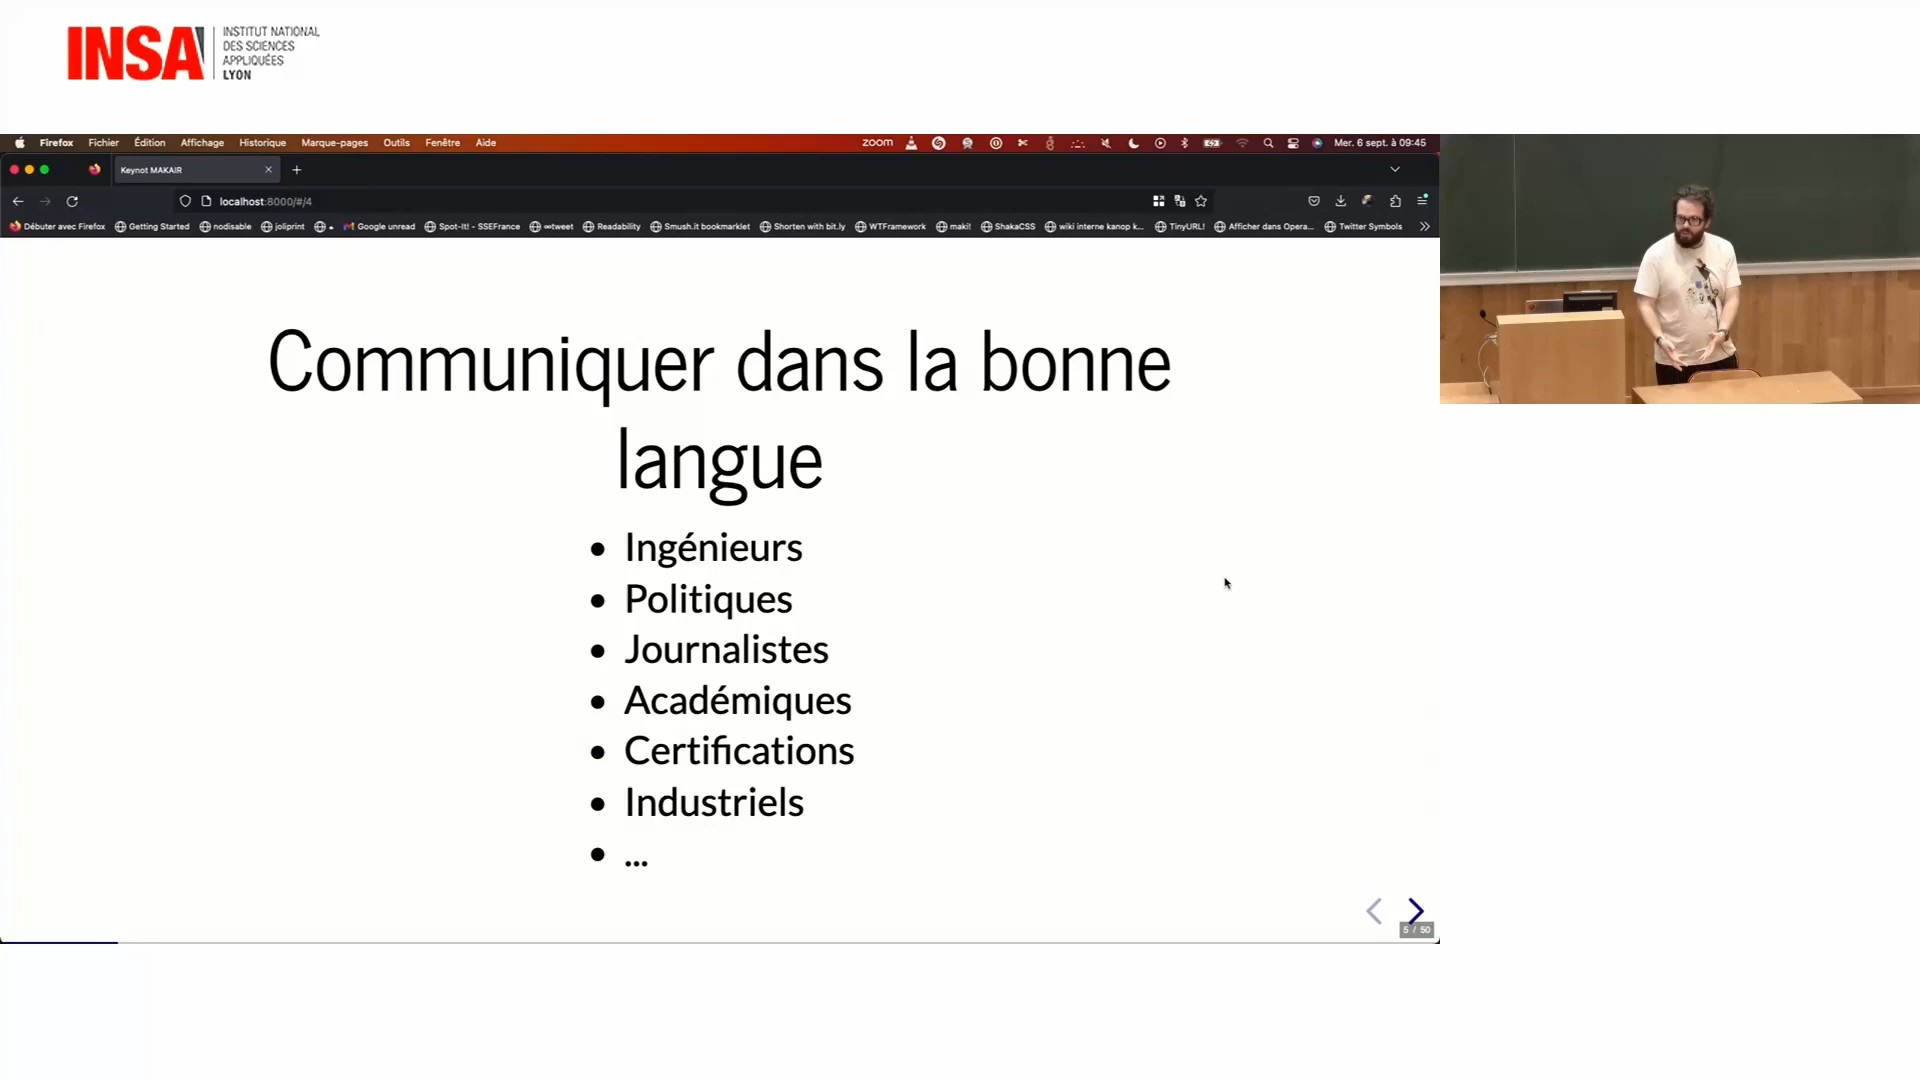 INSA
INSTITUT NATIONAL
DES SCIENCES
APPLIQUÉES
LYON
Firefox Fichier Édition Affichage Historique Marque-pages Outils Fenêtre Aide zoom Mer. 6 sept. à 09:45
Keynot MAKAIR
localhost:8000/#/4
Débuter avec Firefox Getting Started nodisable joliprint Google unread Spot-It! - SSEFrance ∞tweet Readability Smush.it bookmarklet Shorten with bit.ly WTFramework maki! ShakaCSS wiki interne kanop k... TinyURL! Afficher dans Opera... Twitter Symbols
Communiquer dans la bonne
langue
• Ingénieurs
• Politiques
• Journalistes
• Académiques
• Certifications
• Industriels
• ...
5 / 50